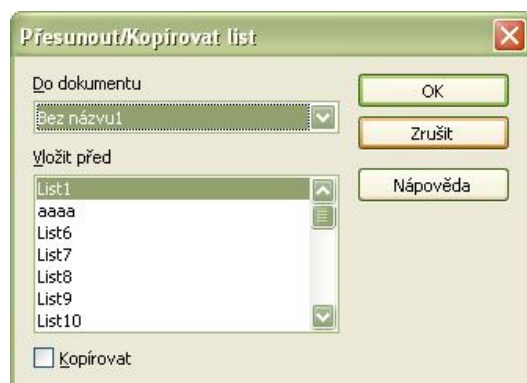 Přesunout/Kopírovat list
Do dokumentu
Bez názvu1
OK
Zrušit
Vložit před
Nápověda
List1
aaaa
List6
List7
List8
List9
List10
Kopírovat